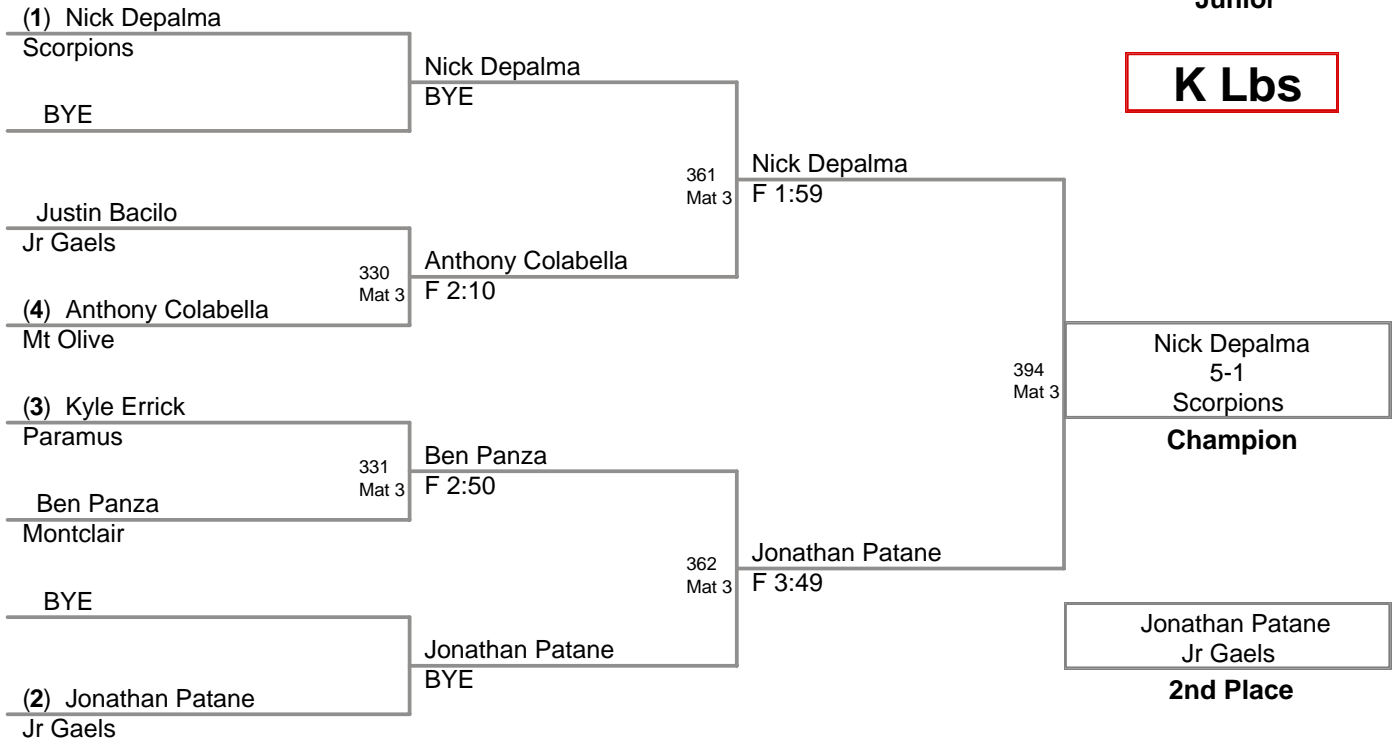 Junior
K Lbs
(1) Nick Depalma
Scorpions
BYE
Nick Depalma
BYE
Justin Bacilo
Jr Gaels
330
Mat 3
(4) Anthony Colabella
Mt Olive
Anthony Colabella
F 2:10
361
Mat 3
Nick Depalma
F 1:59
(3) Kyle Errick
Paramus
331
Mat 3
Ben Panza
Montclair
Ben Panza
F 2:50
BYE
(2) Jonathan Patane
Jr Gaels
Jonathan Patane
BYE
362
Mat 3
Jonathan Patane
F 3:49
394
Mat 3
Nick Depalma
5-1
Scorpions
Champion
Jonathan Patane
Jr Gaels
2nd Place